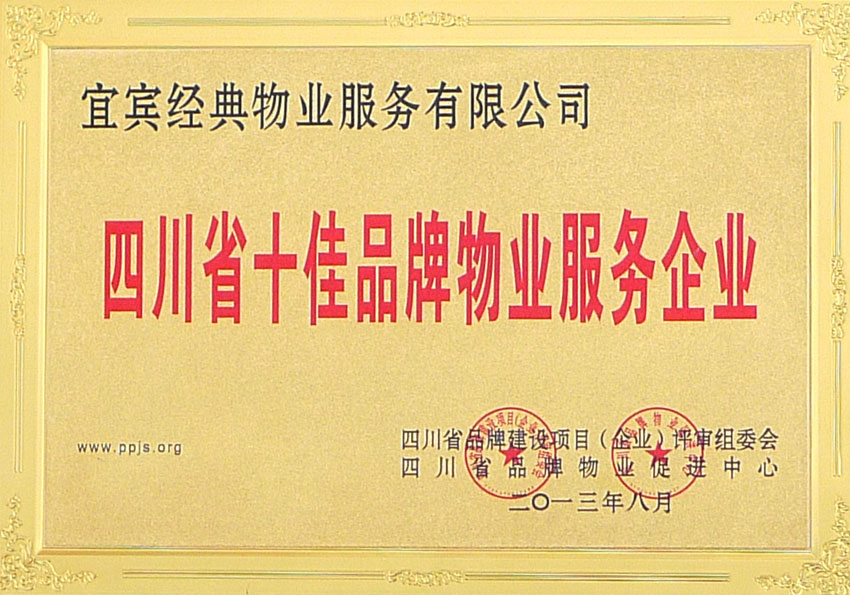 宜宾经典物业服务有限公司
四川省十佳品牌物业服务企业
www.ppjs.org
四川省品牌建设项目（企业）评审组委会
四川省品牌物业促进中心
二〇一三年八月